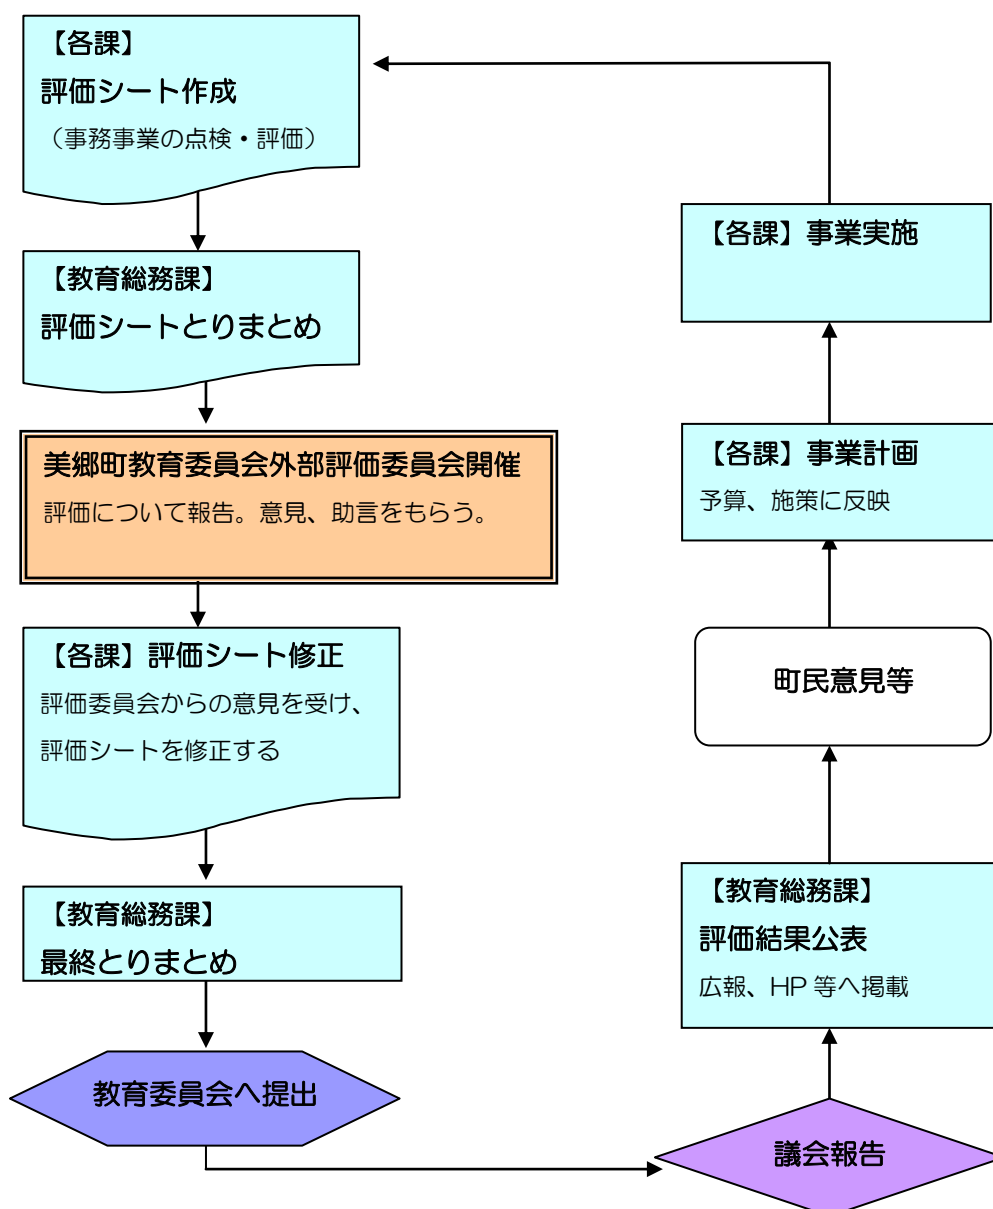 【各課】
評価シート作成
（事務事業の点検・評価）
【教育総務課】
評価シートとりまとめ
美郷町教育委員会外部評価委員会開催
評価について報告。意見、助言をもらう。
【各課】評価シート修正
評価委員会からの意見を受け、
評価シートを修正する
【教育総務課】
最終とりまとめ
教育委員会へ提出
議会報告
【教育総務課】
評価結果公表
広報、HP 等へ掲載
町民意見等
【各課】事業計画
予算、施策に反映
【各課】事業実施